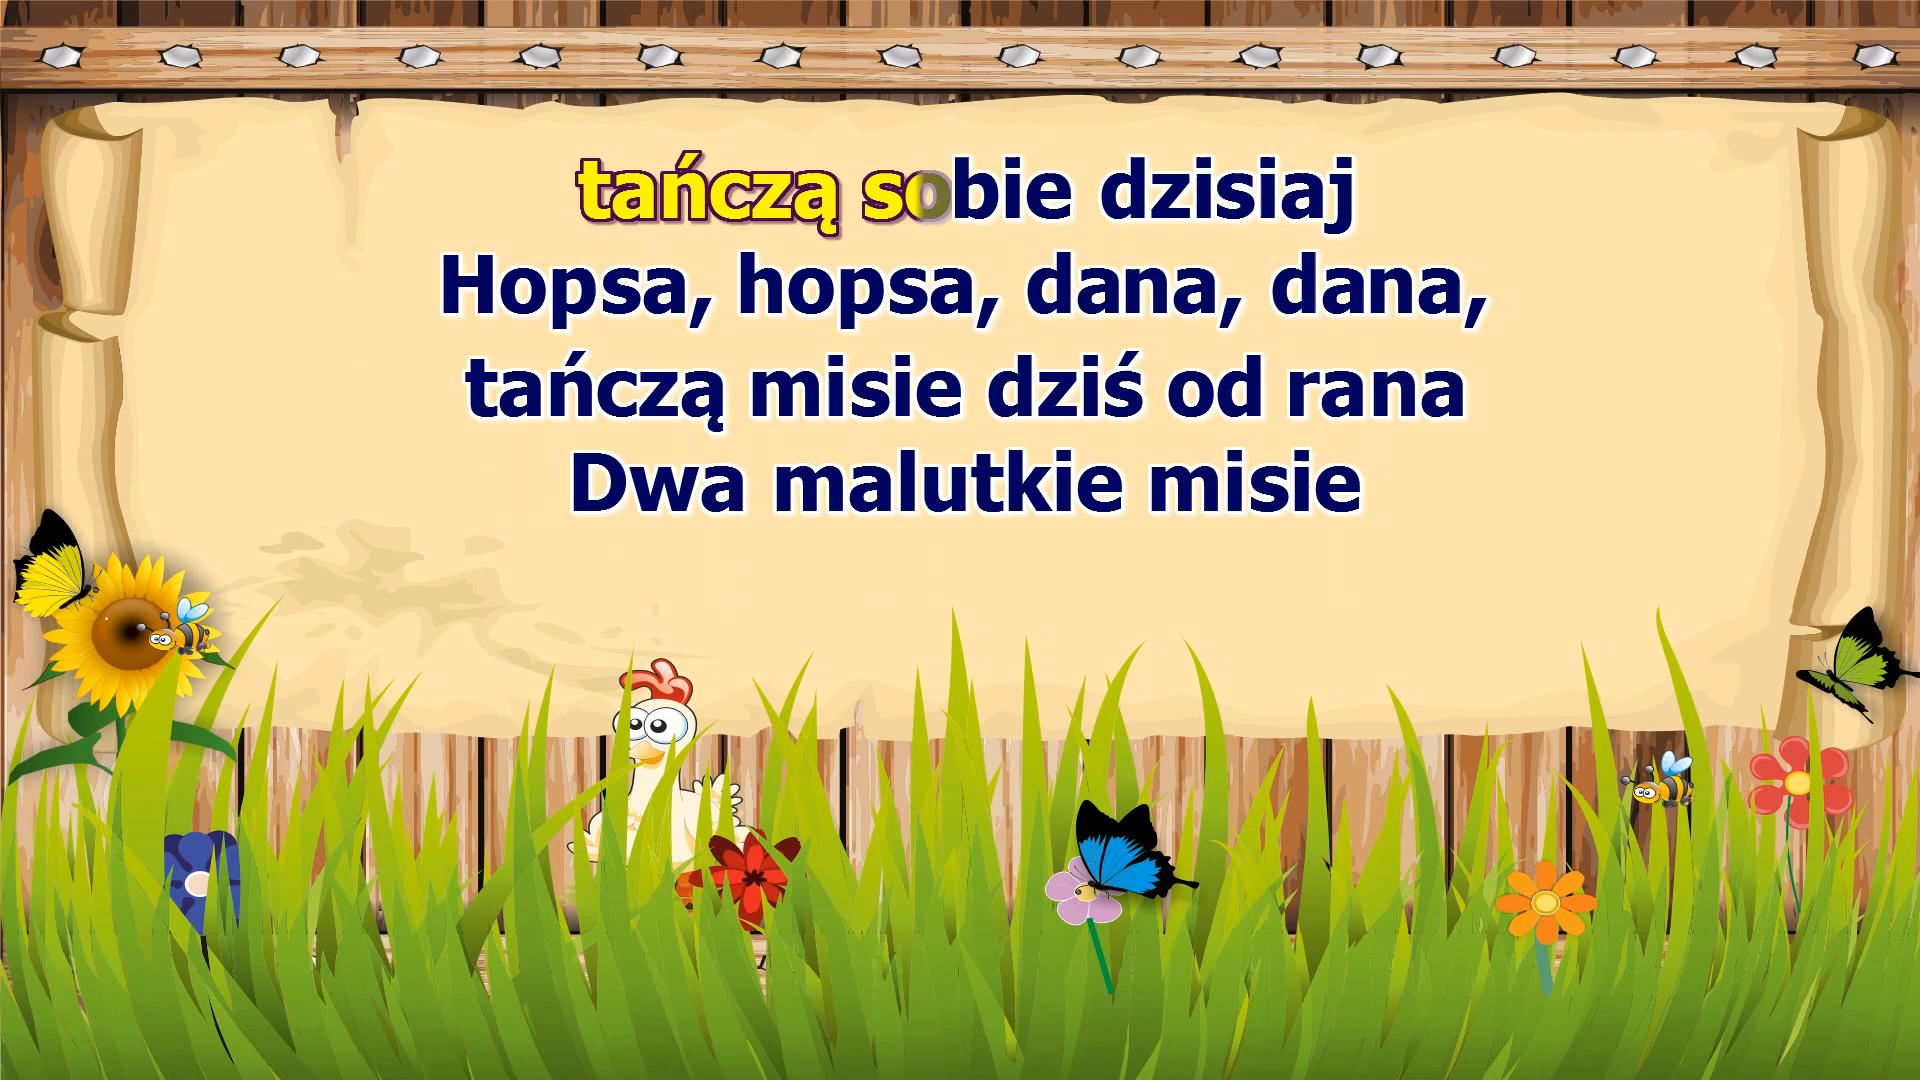 tańczą sobie dzisiaj
Hopsa, hopsa, dana, dana,
tańczą misie dziś od rana
Dwa malutkie misie